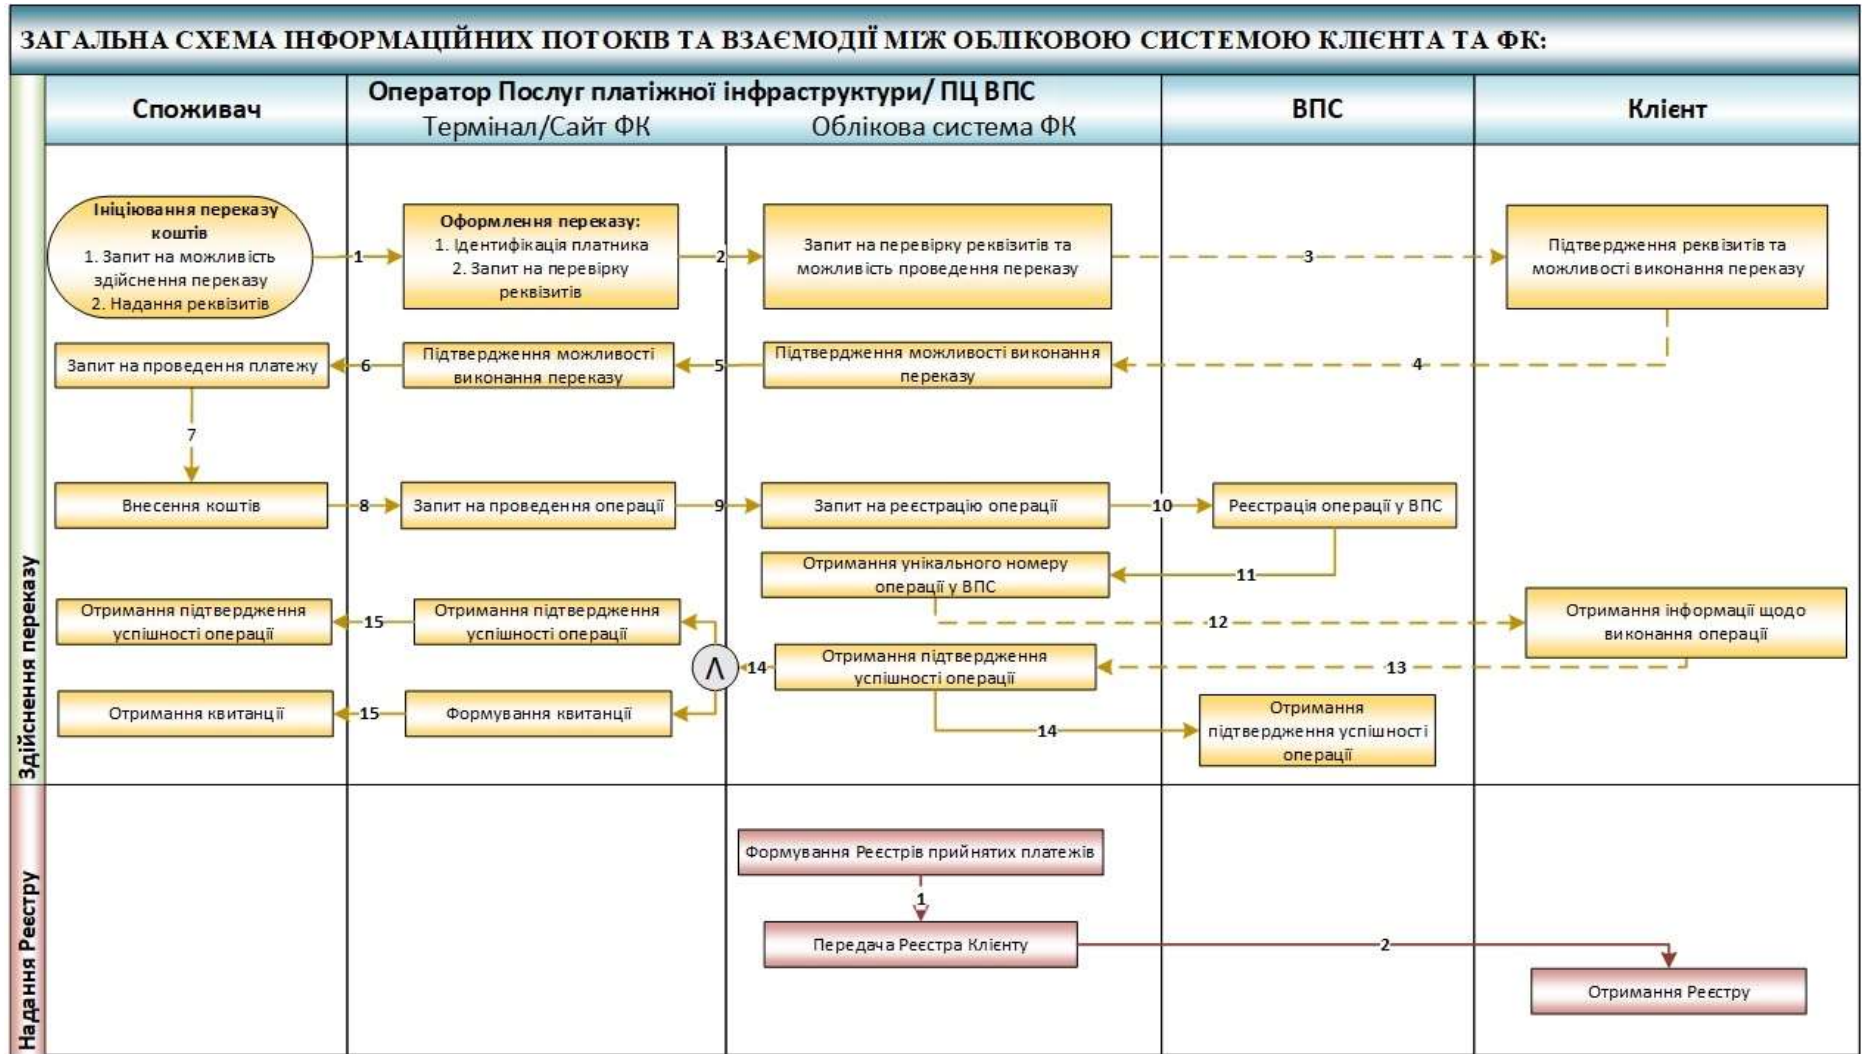 ЗАГАЛЬНА СХЕМА ІНФОРМАЦІЙНИХ ПОТОКІВ ТА ВЗАЄМОДІЇ МІЖ ОБЛІКОВОЮ СИСТЕМОЮ КЛІЄНТА ТА ФК:
Споживач
Оператор Послуг платіжної інфраструктури/ ПЦ ВПС
Термінал/Сайт ФК
Облікова система ФК
ВПС
Клієнт
Здійснення переказу
Ініціювання переказу
коштів
1. Запит на можливість
здійснення переказу
2. Надання реквізитів
1
Оформлення переказу:
1. Ідентифікація платника
2. Запит на перевірку
реквізитів
2
Запит на перевірку реквізитів та
можливість проведення переказу
3
Підтвердження реквізитів та
можливості виконання переказу
Запит на проведення платежу
6
Підтвердження можливості
виконання переказу
5
Підтвердження можливості виконання
переказу
4
7
Внесення коштів
8
Запит на проведення операції
9
Запит на реєстрацію операції
10
Реєстрація операції у ВПС
Отримання унікального номеру
операції у ВПС
11
Отримання підтвердження
успішності операції
15
Отримання підтвердження
успішності операції
12
Отримання інформації щодо
виконання операції
Λ
14
Отримання підтвердження
успішності операції
13
Отримання квитанції
15
Формування квитанції
14
Отримання
підтвердження успішності
операції
Надання Реєстру
Формування Реєстрів прийнятих платежів
1
Передача Реєстра Клієнту
2
Отримання Реєстру